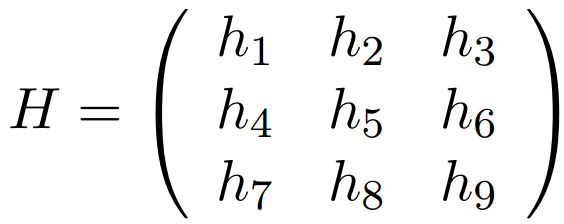 h₁ h₂ h₃
H = ( h₄ h₅ h₆ )
h₇ h₈ h₉